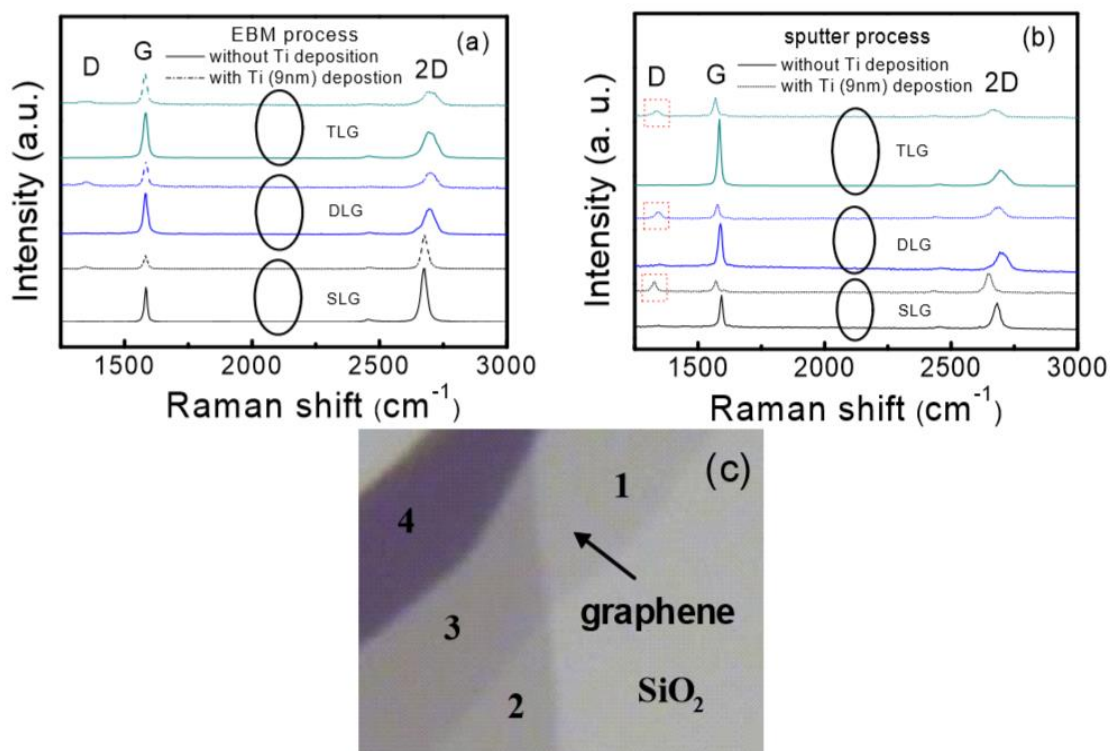 EBM process
(a)
D
G
without Ti deposition
with Ti (9nm) depostion
2D
TLG
DLG
SLG
Intensity (a.u.)
1500
2000
2500
3000
Raman shift (cm⁻¹)
sputter process
(b)
D
G
without Ti deposition
with Ti (9nm) deposition
2D
TLG
DLG
SLG
Intensity (a. u.)
1500
2000
2500
3000
Raman shift (cm⁻¹)
(c)
1
4
graphene
3
SiO₂
2